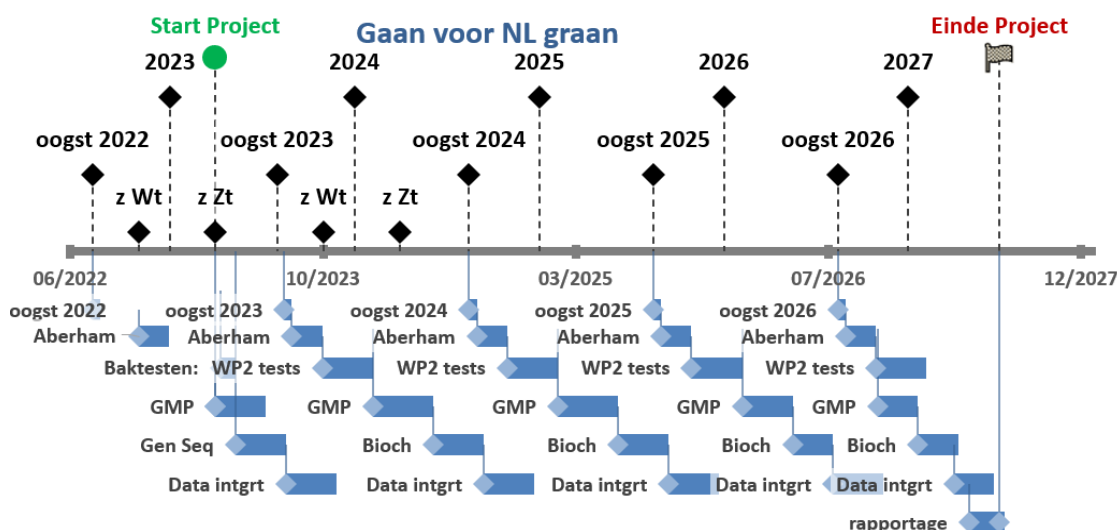 Start Project
Gaan voor NL graan
Einde Project
2023
2024
2025
2026
2027
oogst 2022
oogst 2023
oogst 2024
oogst 2025
oogst 2026
z Wt
z Zt
z Wt
z Zt
06/2022
10/2023
03/2025
07/2026
12/2027
oogst 2022
oogst 2023
oogst 2024
oogst 2025
oogst 2026
Aberham
Aberham
Aberham
Aberham
Aberham
Baktesten:
WP2 tests
WP2 tests
WP2 tests
WP2 tests
GMP
GMP
GMP
GMP
GMP
Gen Seq
Bioch
Bioch
Bioch
Bioch
Data intgrt
Data intgrt
Data intgrt
Data intgrt
Data intgrt
rapportage